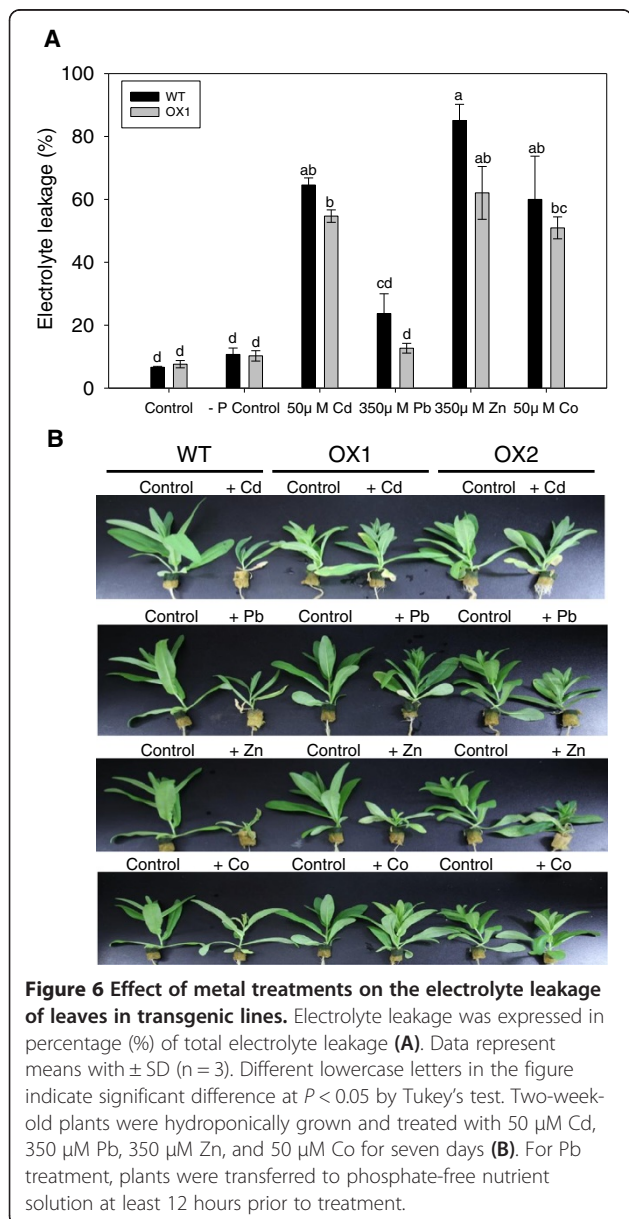 A
100
80
60
40
20
0
Electrolyte leakage (%)
WT
OX1
d d d d ab b cd d a ab ab bc
Control - P Control 50µ M Cd 350µ M Pb 350µ M Zn 50µ M Co
B
WT OX1 OX2
Control + Cd Control + Cd Control + Cd
Control + Pb Control + Pb Control + Pb
Control + Zn Control + Zn Control + Zn
Control + Co Control + Co Control + Co
Figure 6 Effect of metal treatments on the electrolyte leakage
of leaves in transgenic lines. Electrolyte leakage was expressed in
percentage (%) of total electrolyte leakage (A). Data represent
means with ± SD (n = 3). Different lowercase letters in the figure
indicate significant difference at P < 0.05 by Tukey's test. Two-week-
old plants were hydroponically grown and treated with 50 μM Cd,
350 μM Pb, 350 μM Zn, and 50 μM Co for seven days (B). For Pb
treatment, plants were transferred to phosphate-free nutrient
solution at least 12 hours prior to treatment.